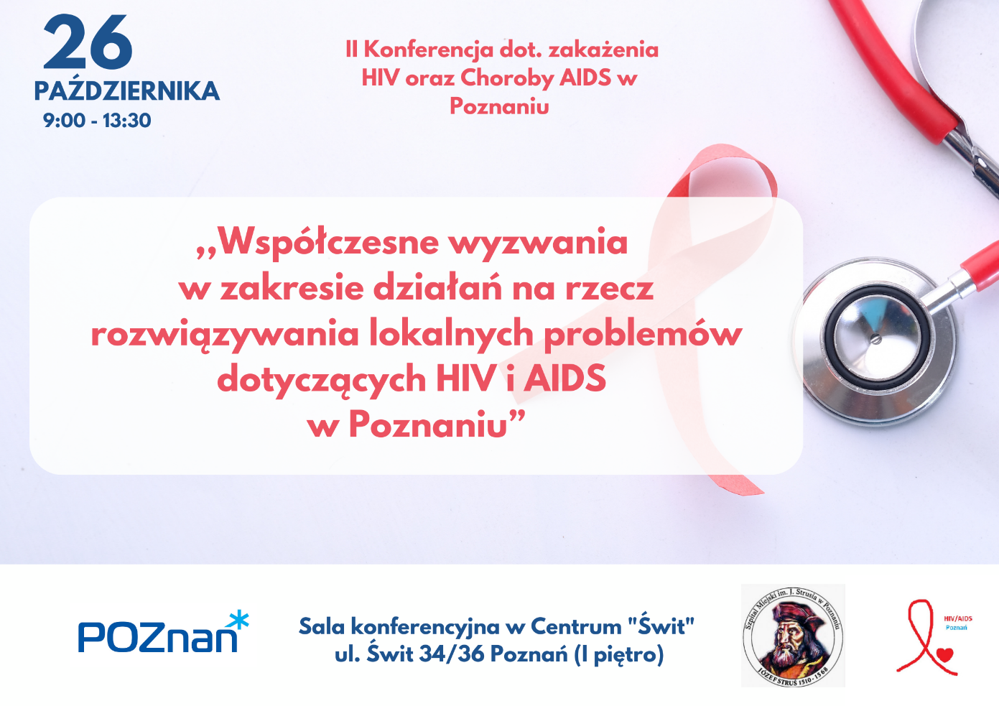 26
PAŹDZIERNIKA
9:00 - 13:30
II Konferencja dot. zakażenia
HIV oraz Choroby AIDS w
Poznaniu
,,Współczesne wyzwania
w zakresie działań na rzecz
rozwiązywania lokalnych problemów
dotyczących HIV i AIDS
w Poznaniu”
POZnań
Sala konferencyjna w Centrum "Świt"
ul. Świt 34/36 Poznań (I piętro)
Szpital Miejski im. J. Strusia w Poznaniu
JÓZEF STRUŚ 1510-1568
HIV/AIDS
Poznań